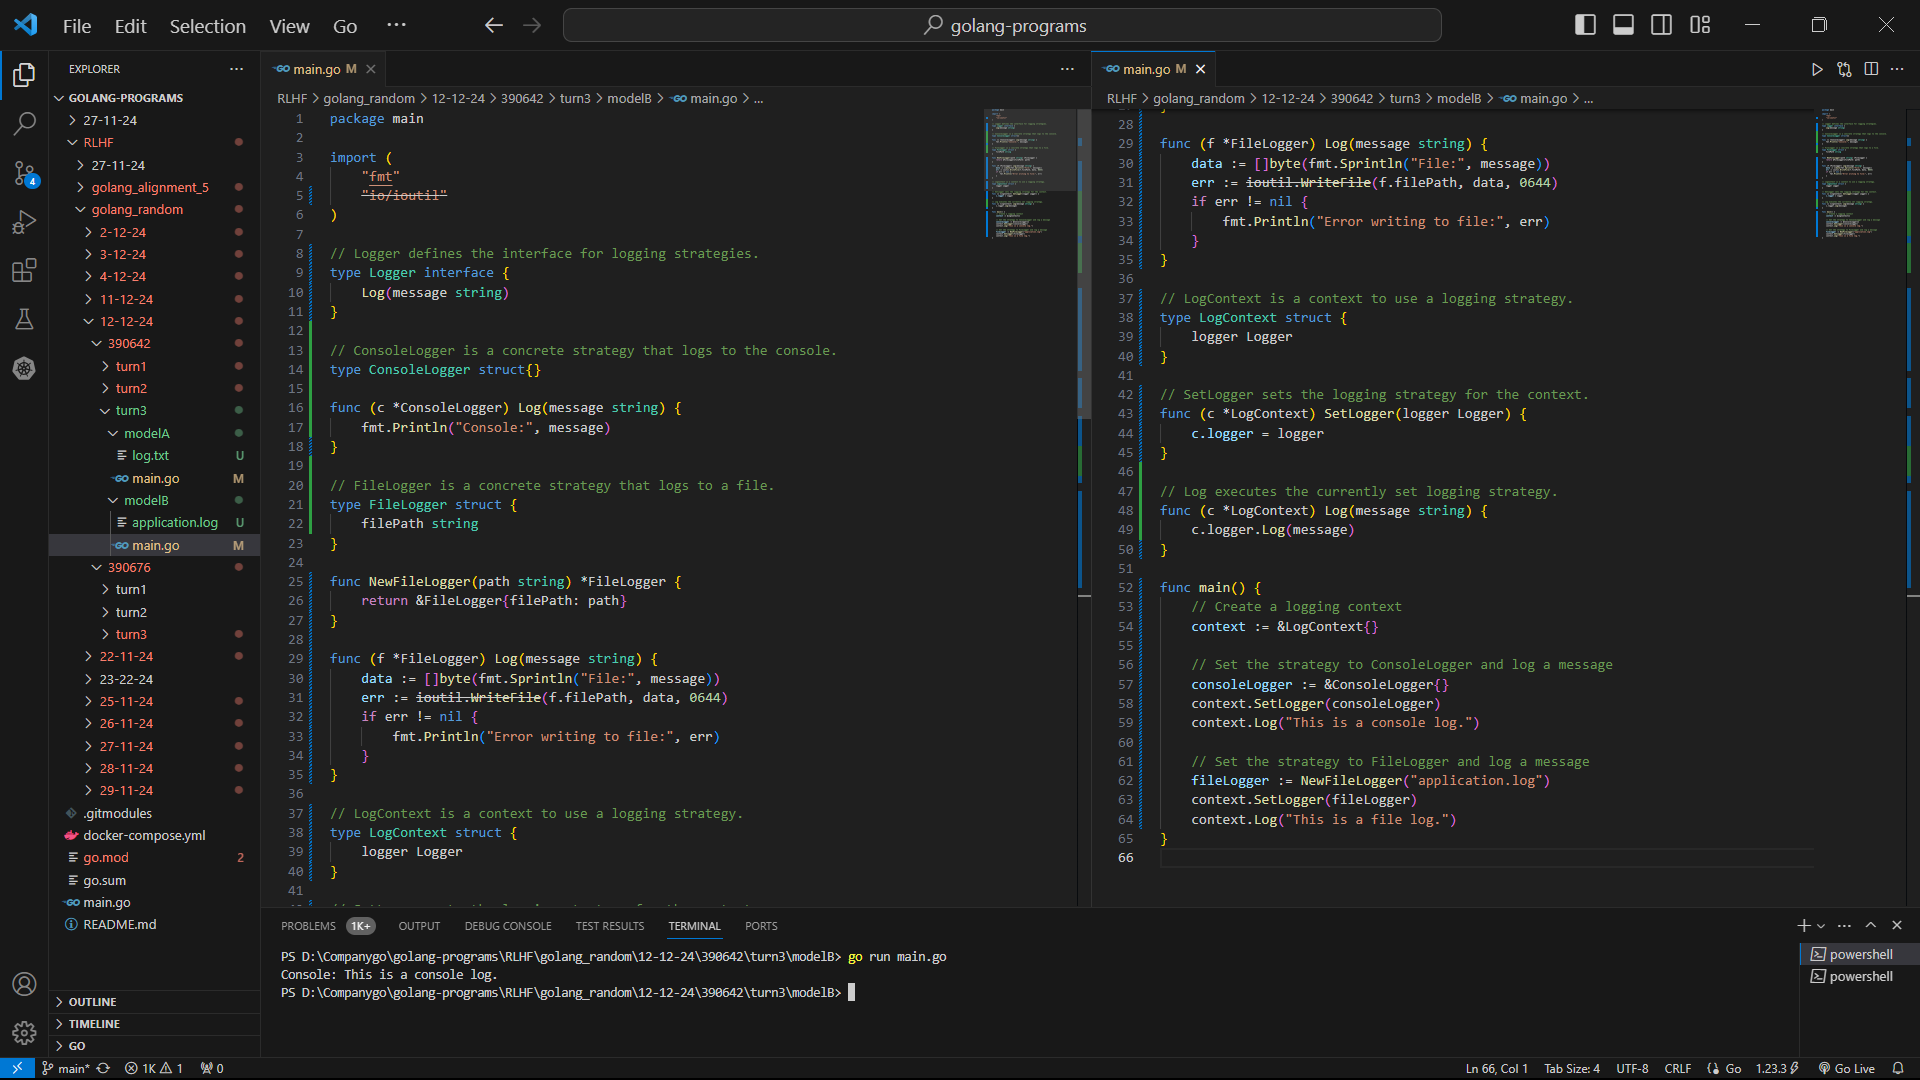 File Edit Selection View Go ··· golang-programs
EXPLORER
GOLANG-PROGRAMS
27-11-24
RLHF
27-11-24
golang_alignment_5
golang_random
2-12-24
3-12-24
4-12-24
11-12-24
12-12-24
390642
turn1
turn2
turn3
modelA
log.txt U
main.go M
modelB
application.log U
main.go M
390676
turn1
turn2
turn3
22-11-24
23-22-24
25-11-24
26-11-24
27-11-24
28-11-24
29-11-24
.gitmodules
docker-compose.yml
go.mod 2
go.sum
main.go
README.md
OUTLINE
TIMELINE
GO
4
main.go M
RLHF > golang_random > 12-12-24 > 390642 > turn3 > modelB > main.go > ...
1 package main
2
3 import (
4 "fmt"
5 "io/ioutil"
6 )
7
8 // Logger defines the interface for logging strategies.
9 type Logger interface {
10 Log(message string)
11 }
12
13 // ConsoleLogger is a concrete strategy that logs to the console.
14 type ConsoleLogger struct{}
15
16 func (c *ConsoleLogger) Log(message string) {
17 fmt.Println("Console:", message)
18 }
19
20 // FileLogger is a concrete strategy that logs to a file.
21 type FileLogger struct {
22 filePath string
23 }
24
25 func NewFileLogger(path string) *FileLogger {
26 return &FileLogger{filePath: path}
27 }
28
29 func (f *FileLogger) Log(message string) {
30 data := []byte(fmt.Sprintln("File:", message))
31 err := ioutil.WriteFile(f.filePath, data, 0644)
32 if err != nil {
33 fmt.Println("Error writing to file:", err)
34 }
35 }
36
37 // LogContext is a context to use a logging strategy.
38 type LogContext struct {
39 logger Logger
40 }
41
main.go M
RLHF > golang_random > 12-12-24 > 390642 > turn3 > modelB > main.go > ...
28
29 func (f *FileLogger) Log(message string) {
30 data := []byte(fmt.Sprintln("File:", message))
31 err := ioutil.WriteFile(f.filePath, data, 0644)
32 if err != nil {
33 fmt.Println("Error writing to file:", err)
34 }
35 }
36
37 // LogContext is a context to use a logging strategy.
38 type LogContext struct {
39 logger Logger
40 }
41
42 // SetLogger sets the logging strategy for the context.
43 func (c *LogContext) SetLogger(logger Logger) {
44 c.logger = logger
45 }
46
47 // Log executes the currently set logging strategy.
48 func (c *LogContext) Log(message string) {
49 c.logger.Log(message)
50 }
51
52 func main() {
53 // Create a logging context
54 context := &LogContext{}
55
56 // Set the strategy to ConsoleLogger and log a message
57 consoleLogger := &ConsoleLogger{}
58 context.SetLogger(consoleLogger)
59 context.Log("This is a console log.")
60
61 // Set the strategy to FileLogger and log a message
62 fileLogger := NewFileLogger("application.log")
63 context.SetLogger(fileLogger)
64 context.Log("This is a file log.")
65 }
66
PROBLEMS 1K+ OUTPUT DEBUG CONSOLE TEST RESULTS TERMINAL PORTS
PS D:\Companygo\golang-programs\RLHF\golang_random\12-12-24\390642\turn3\modelB> go run main.go
Console: This is a console log.
PS D:\Companygo\golang-programs\RLHF\golang_random\12-12-24\390642\turn3\modelB>
powershell
powershell
main* 1K 1 0 Ln 66, Col 1 Tab Size: 4 UTF-8 CRLF Go 1.23.3 Go Live